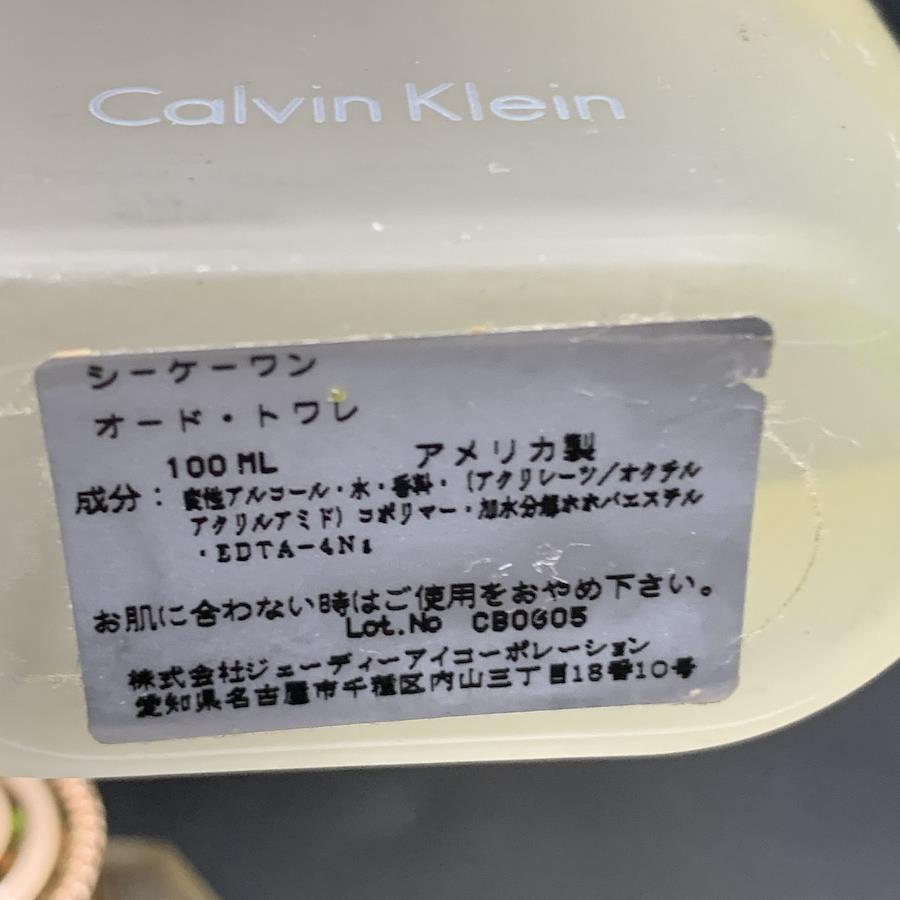 Calvin Klein
シーケーワン
オード・トワレ
100 ML アメリカ製
成分：変性アルコール・水・香料・（アクリレーツ/オクチル
アクリルアミド）コポリマー・加水分解ホホバエステル
・EDTA-4Na
お肌に合わない時はご使用をおやめ下さい。
Lot.No CB0G05
株式会社ジェーディーアイコーポレーション
愛知県名古屋市千種区内山三丁目18番10号